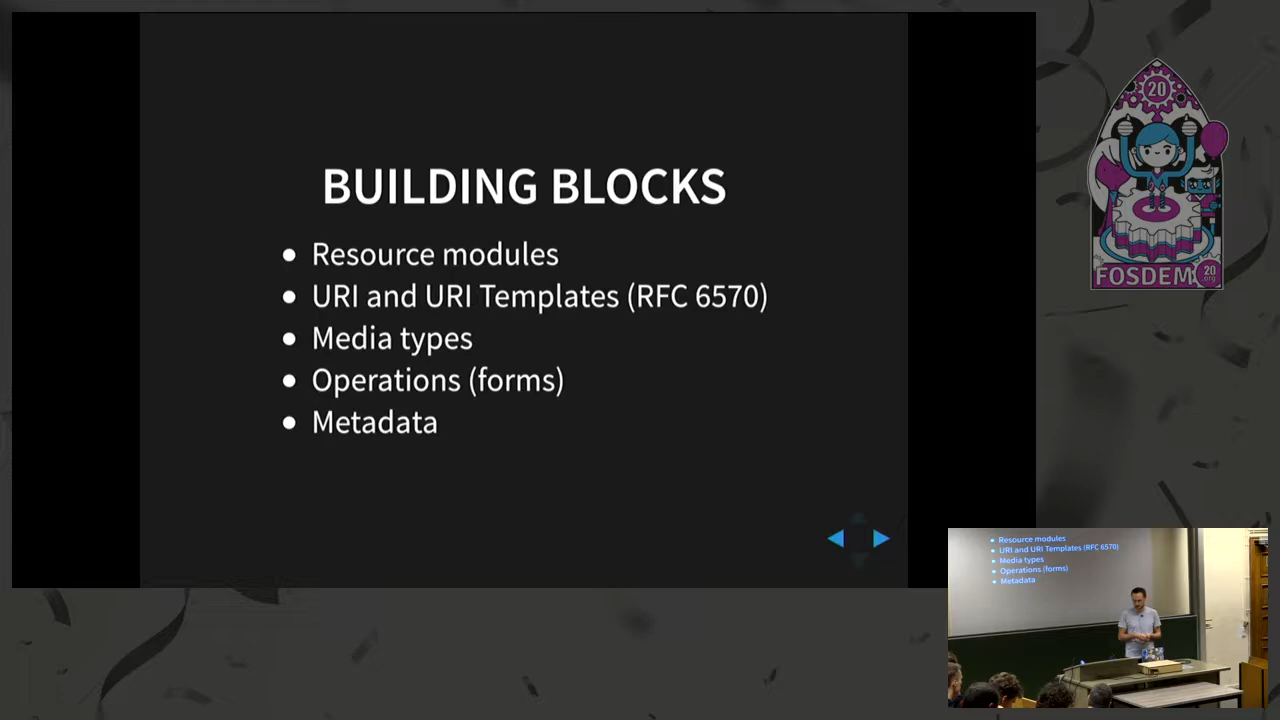 BUILDING BLOCKS
• Resource modules
• URI and URI Templates (RFC 6570)
• Media types
• Operations (forms)
• Metadata
20
FOSDEM
20
org
• Resource modules
• URI and URI Templates (RFC 6570)
• Media types
• Operations (forms)
• Metadata